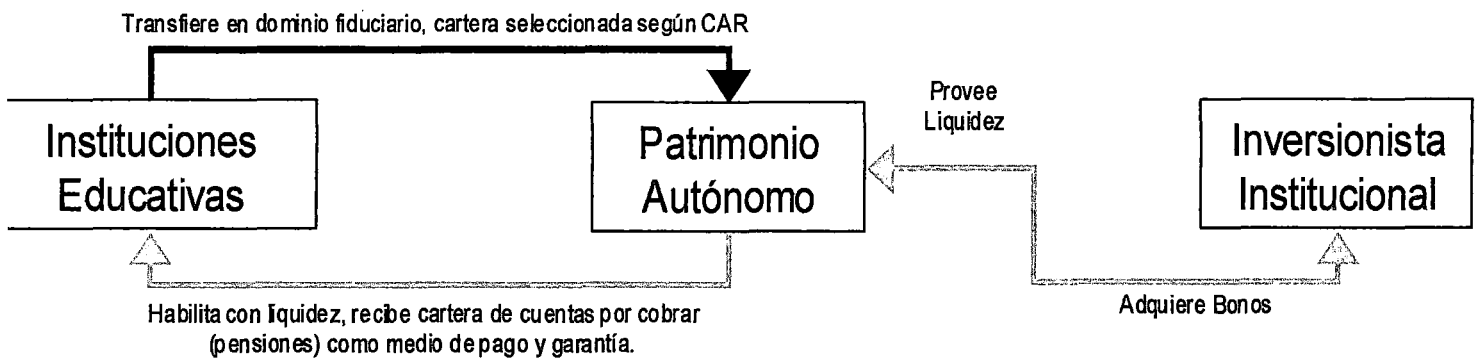 Transfiere en dominio fiduciario, cartera seleccionada según CAR
Instituciones
Educativas
Patrimonio
Autónomo
Provee
Liquidez
Inversionista
Institucional
Habilita con liquidez, recibe cartera de cuentas por cobrar
(pensiones) como medio de pago y garantía.
Adquiere Bonos